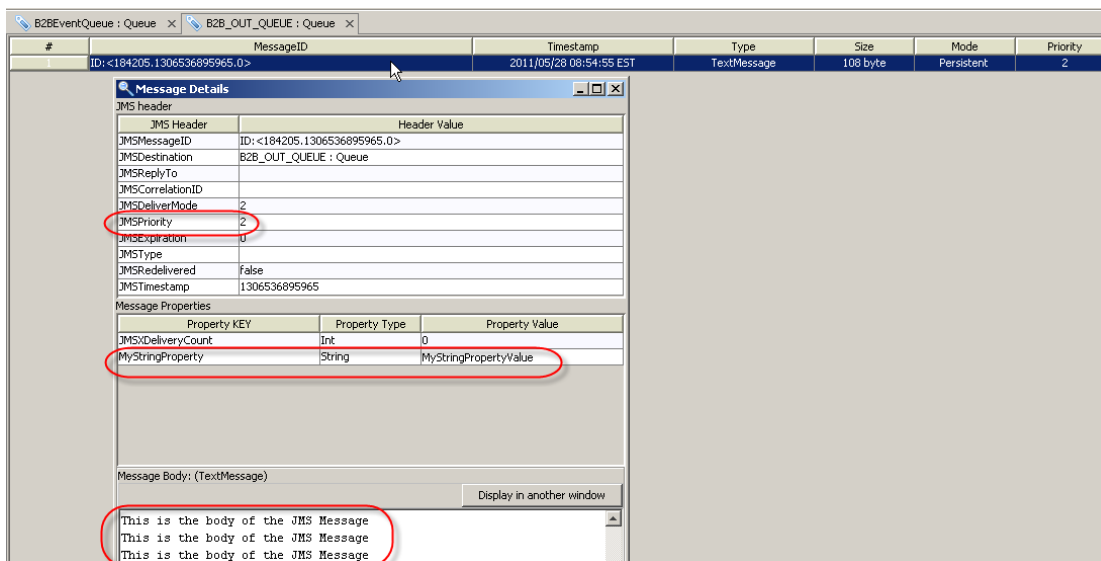 B2BEventQueue : Queue × B2B_OUT_QUEUE : Queue ×
# MessageID Timestamp Type Size Mode Priority
1 ID:<184205.1306536895965.0> 2011/05/28 08:54:55 EST TextMessage 108 byte Persistent 2
Message Details
JMS header
JMS Header Header Value
JMSMessageID ID:<184205.1306536895965.0>
JMSDestination B2B_OUT_QUEUE : Queue
JMSReplyTo
JMSCorrelationID
JMSDeliverMode 2
JMSPriority 2
JMSExpiration 0
JMSType
JMSRedelivered false
JMSTimestamp 1306536895965
Message Properties
Property KEY Property Type Property Value
JMSXDeliveryCount Int 0
MyStringProperty String MyStringPropertyValue
Message Body: (TextMessage)
Display in another window
This is the body of the JMS Message
This is the body of the JMS Message
This is the body of the JMS Message